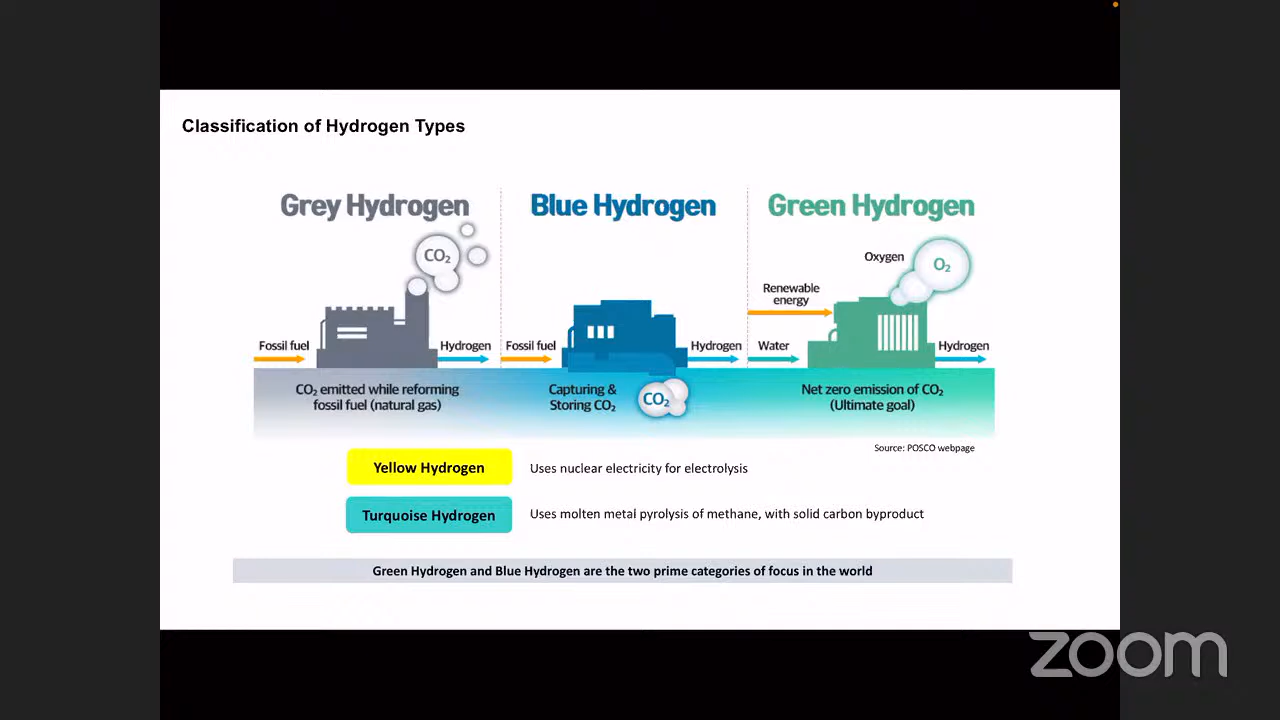 Classification of Hydrogen Types
Grey Hydrogen
CO₂
Fossil fuel
Hydrogen
CO₂ emitted while reforming
fossil fuel (natural gas)
Blue Hydrogen
Fossil fuel
Hydrogen
Capturing &
Storing CO₂
CO₂
Green Hydrogen
Oxygen
O₂
Renewable
energy
Water
Hydrogen
Net zero emission of CO₂
(Ultimate goal)
Source: POSCO webpage
Yellow Hydrogen
Uses nuclear electricity for electrolysis
Turquoise Hydrogen
Uses molten metal pyrolysis of methane, with solid carbon byproduct
Green Hydrogen and Blue Hydrogen are the two prime categories of focus in the world
zoom